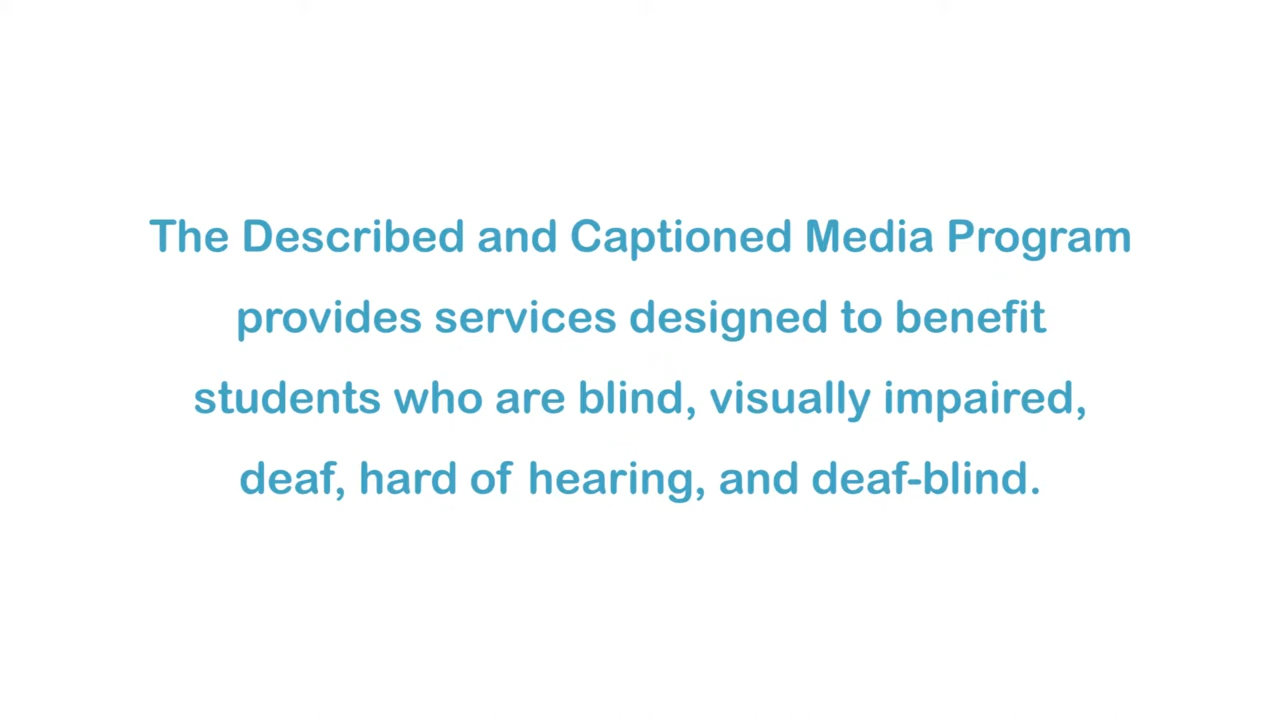 The Described and Captioned Media Program
provides services designed to benefit
students who are blind, visually impaired,
deaf, hard of hearing, and deaf-blind.